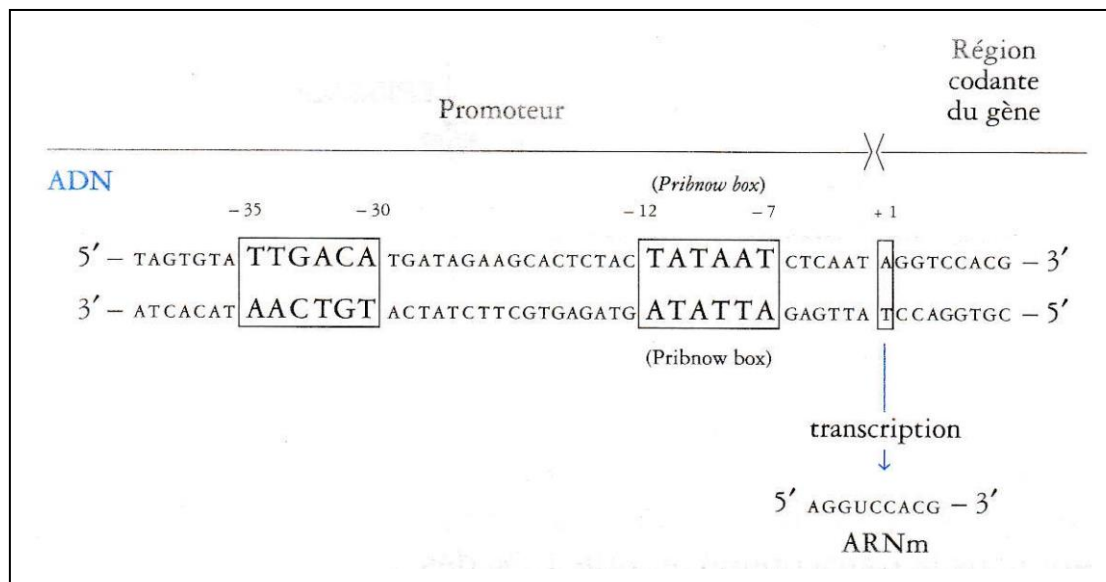 Région
codante
du gène
Promoteur
ADN
(Pribnow box)
−35 −30 −12 −7 +1
5′ – TAGTGTA TTGACA TGATAGAAGCACTCTAC TATAAT CTCAAT A GGTCCACG – 3′
3′ – ATCACAT AACTGT ACTATCTTCGTGAGATG ATATTA GAGTTA T CCAGGTGC – 5′
(Pribnow box)
transcription
5′ AGGUCCACG – 3′
ARNm